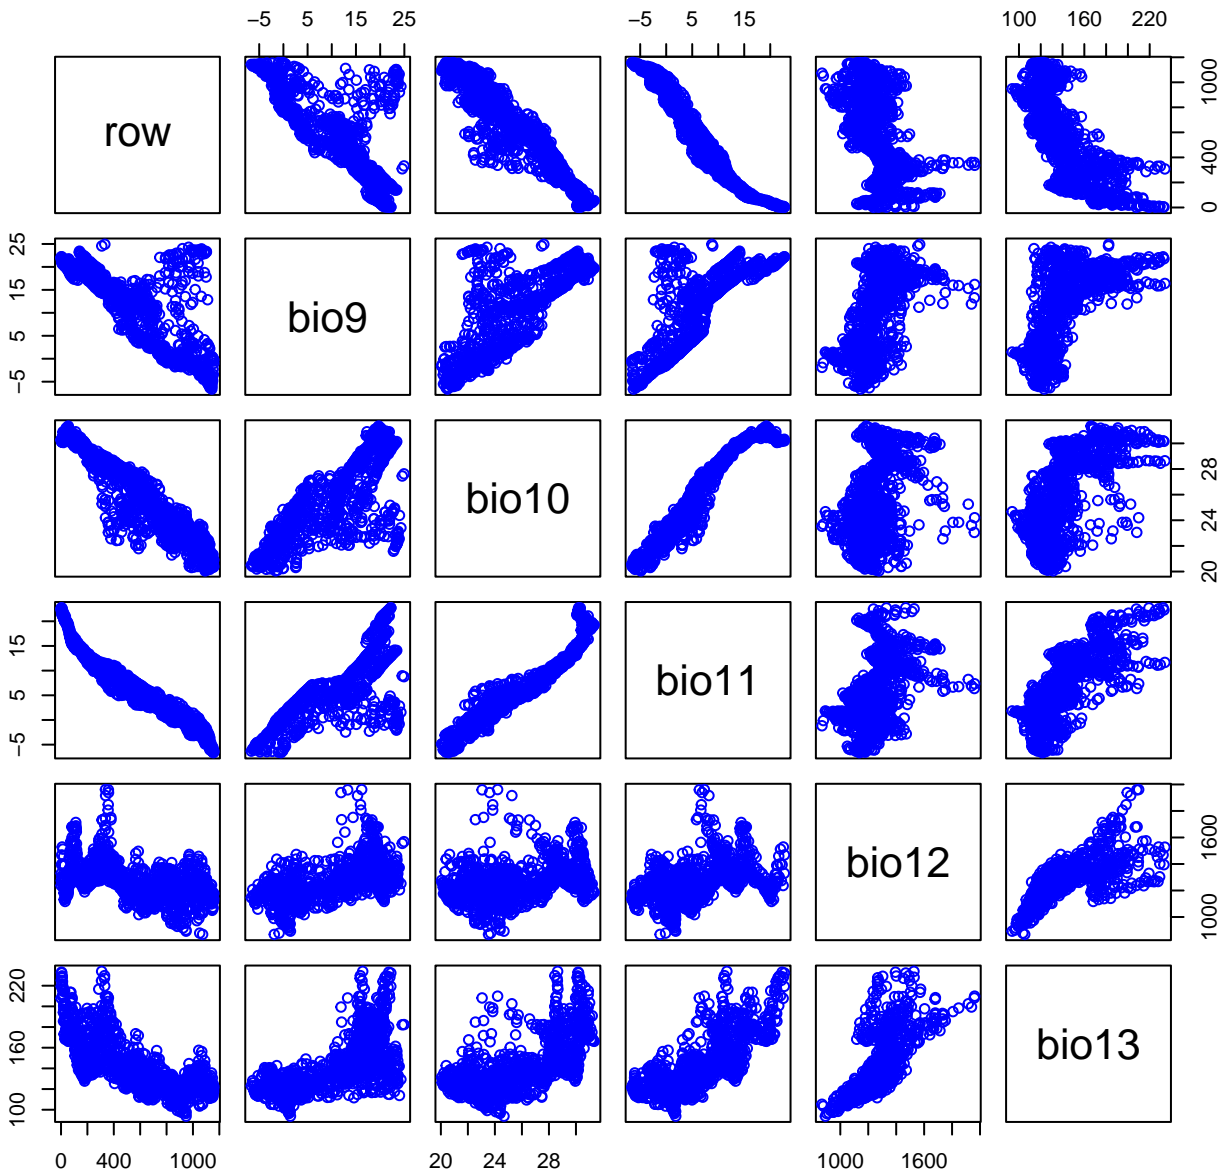 −5 5 15 25 −5 5 15 100 160 220
row 0 400 1000
−5 5 15 25 bio9
bio10 20 24 28
−5 5 15 bio11
bio12 1000 1600
100 160 220 bio13
0 400 1000 20 24 28 1000 1600